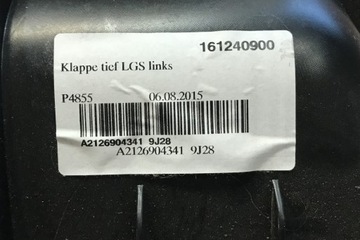 161240900
Klappe tief LGS links
P4855 06.08.2015
A2126904341 9J28
A2126904341 9J28